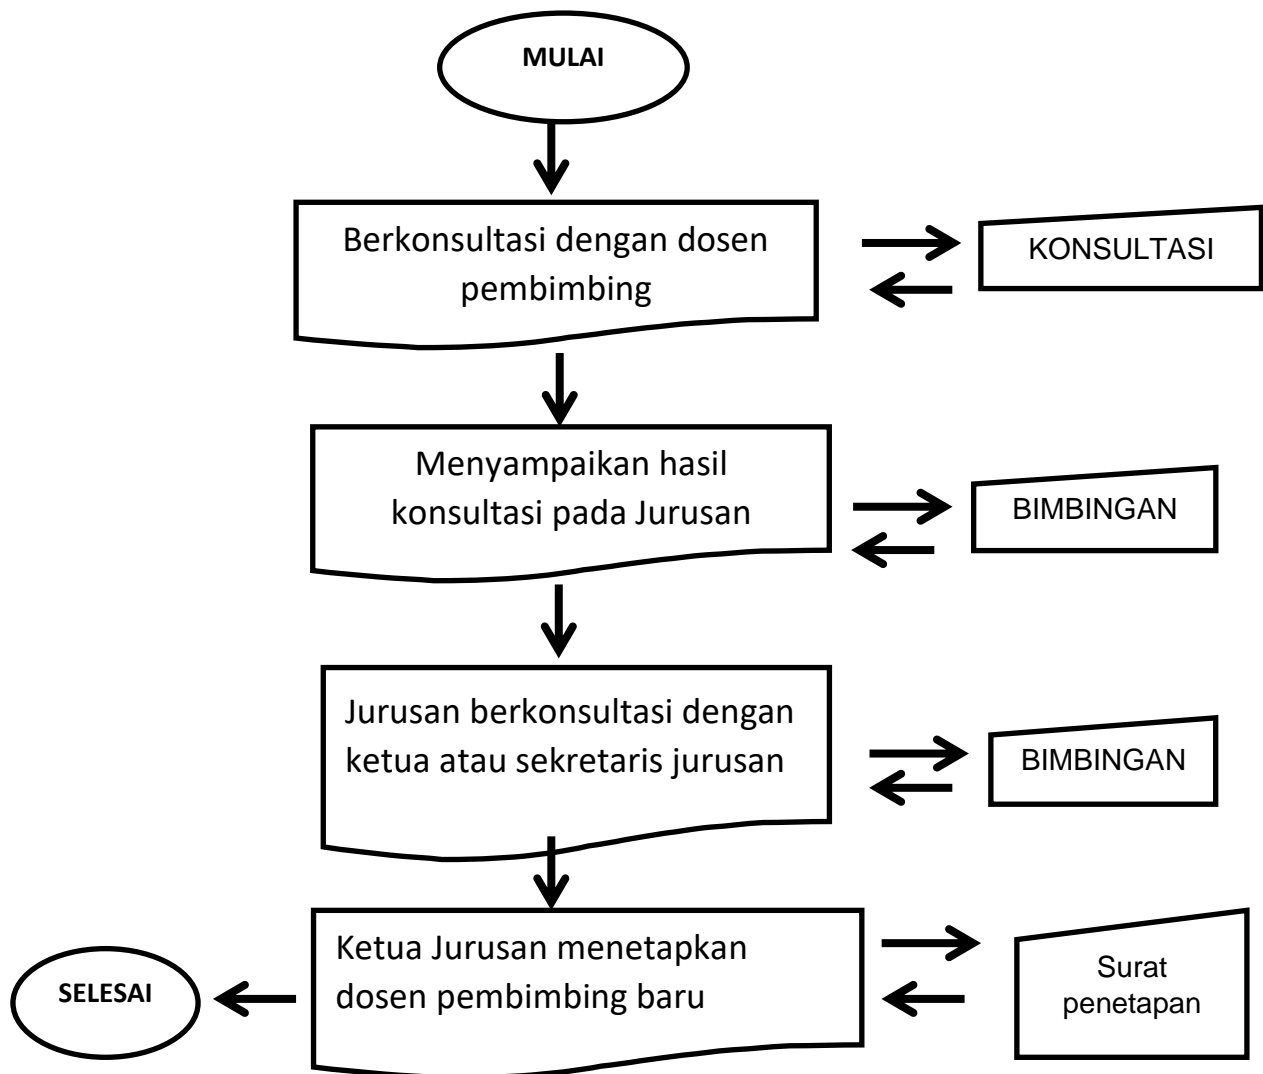 MULAI
Berkonsultasi dengan dosen
pembimbing
KONSULTASI
Menyampaikan hasil
konsultasi pada Jurusan
BIMBINGAN
Jurusan berkonsultasi dengan
ketua atau sekretaris jurusan
BIMBINGAN
Ketua Jurusan menetapkan
dosen pembimbing baru
Surat
penetapan
SELESAI